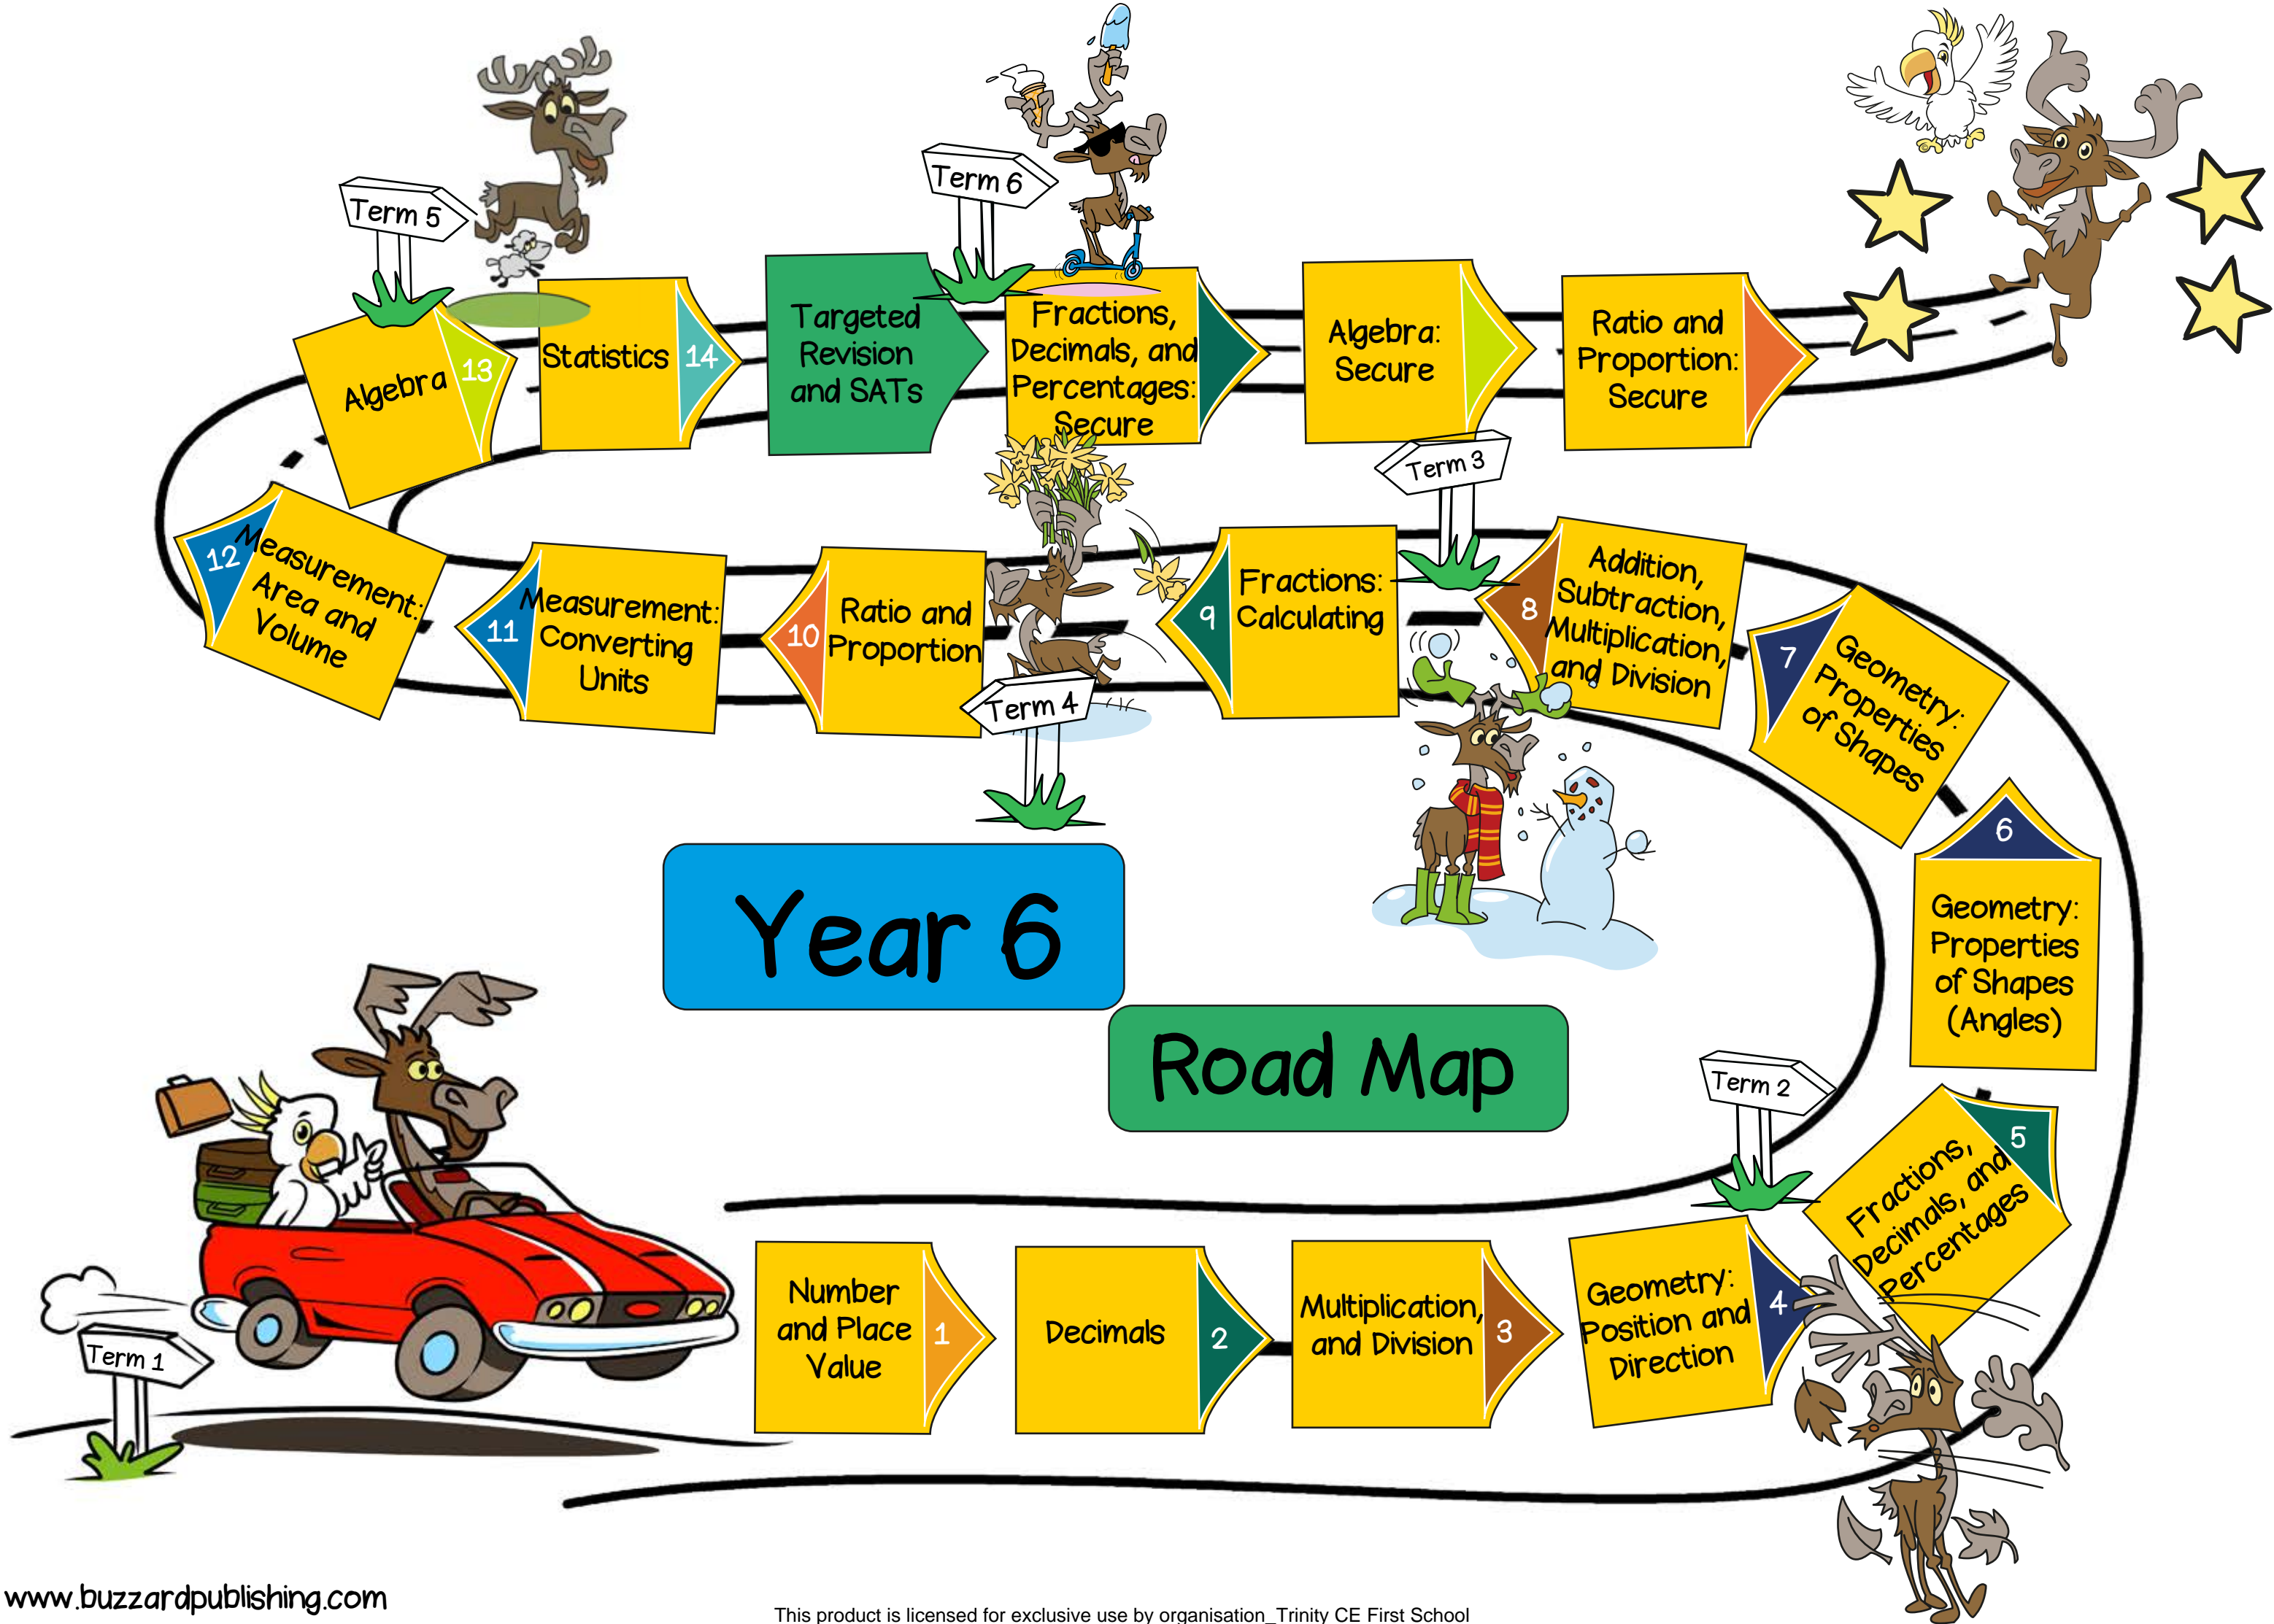 Term 5
Term 6
Algebra
13
Statistics
14
Targeted
Revision
and SATs
Fractions,
Decimals, and
Percentages:
Secure
Algebra:
Secure
Ratio and
Proportion:
Secure
12
Measurement:
Area and
Volume
11
Measurement:
Converting
Units
10
Ratio and
Proportion
Term 4
9
Fractions:
Calculating
Term 3
8
Addition,
Subtraction,
Multiplication,
and Division
7
Geometry:
Properties
of Shapes
6
Geometry:
Properties
of Shapes
(Angles)
Year 6
Road Map
Term 2
5
Fractions,
Decimals, and
Percentages
Term 1
Number
and Place
Value
1
Decimals
2
Multiplication,
and Division
3
Geometry:
Position and
Direction
4
www.buzzardpublishing.com
This product is licensed for exclusive use by organisation_Trinity CE First School